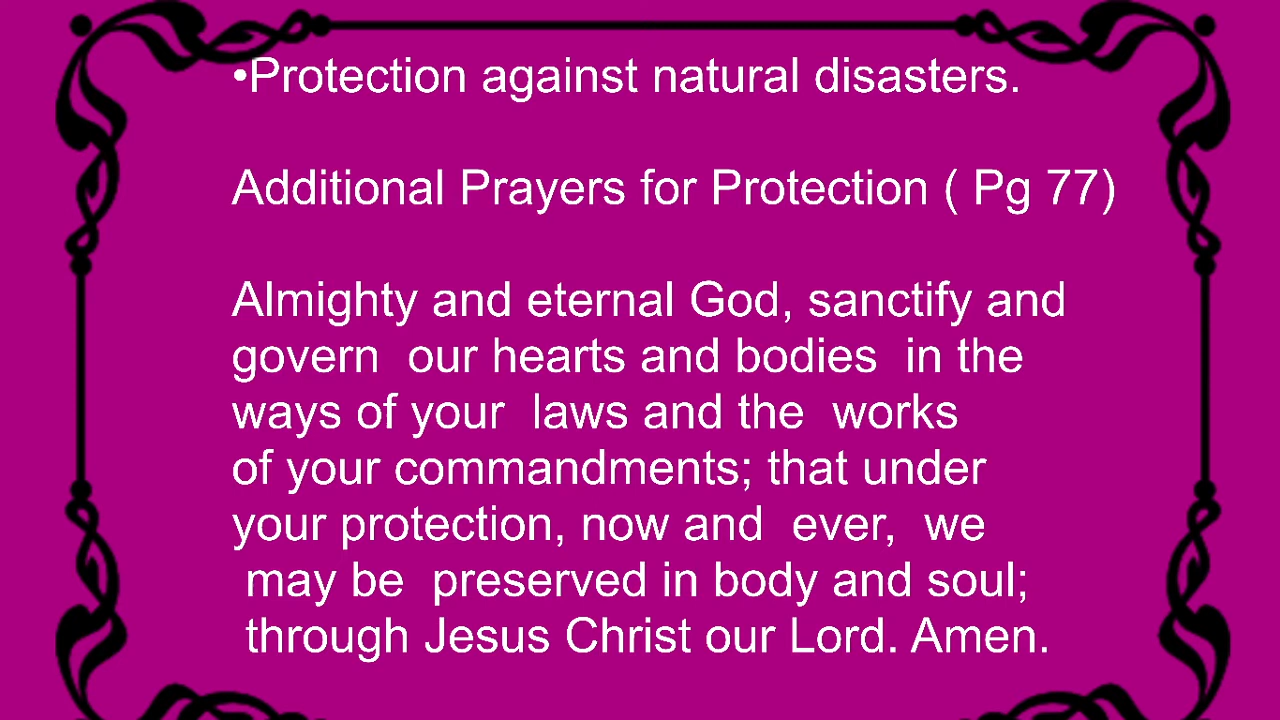 •Protection against natural disasters.
Additional Prayers for Protection ( Pg 77)
Almighty and eternal God, sanctify and
govern our hearts and bodies in the
ways of your laws and the works
of your commandments; that under
your protection, now and ever, we
may be preserved in body and soul;
through Jesus Christ our Lord. Amen.